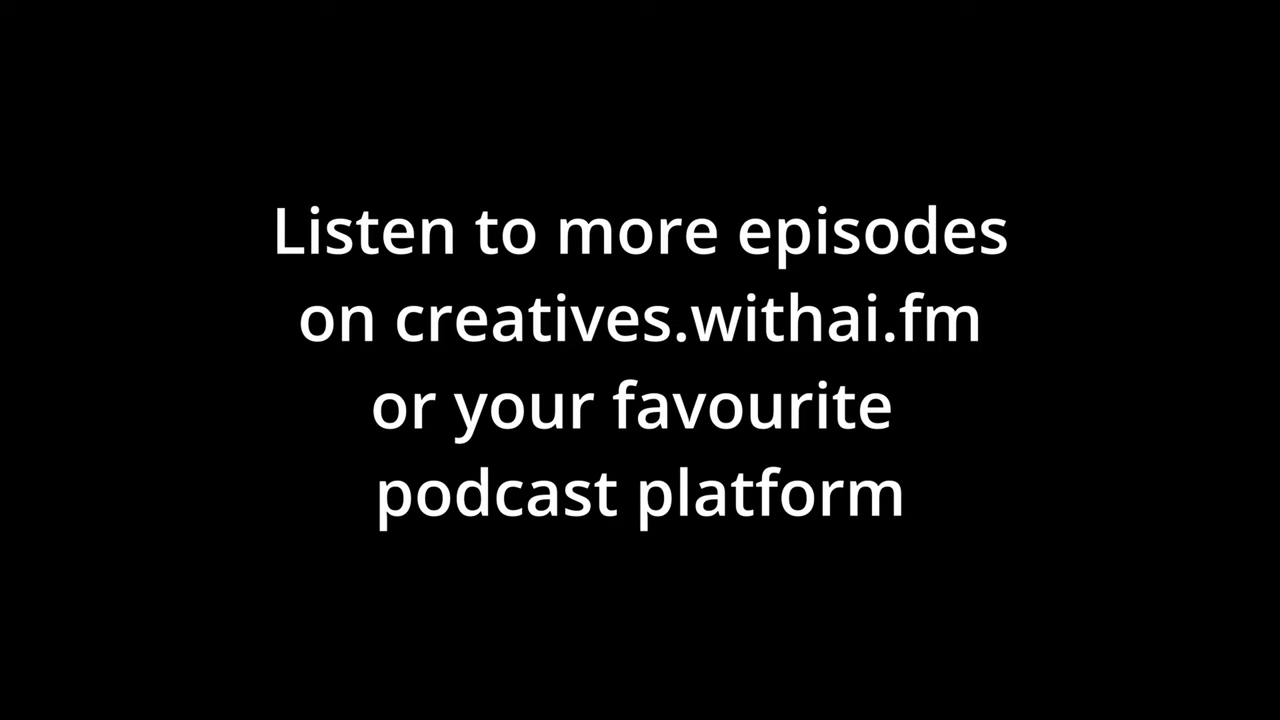 Listen to more episodes
on creatives.withai.fm
or your favourite
podcast platform